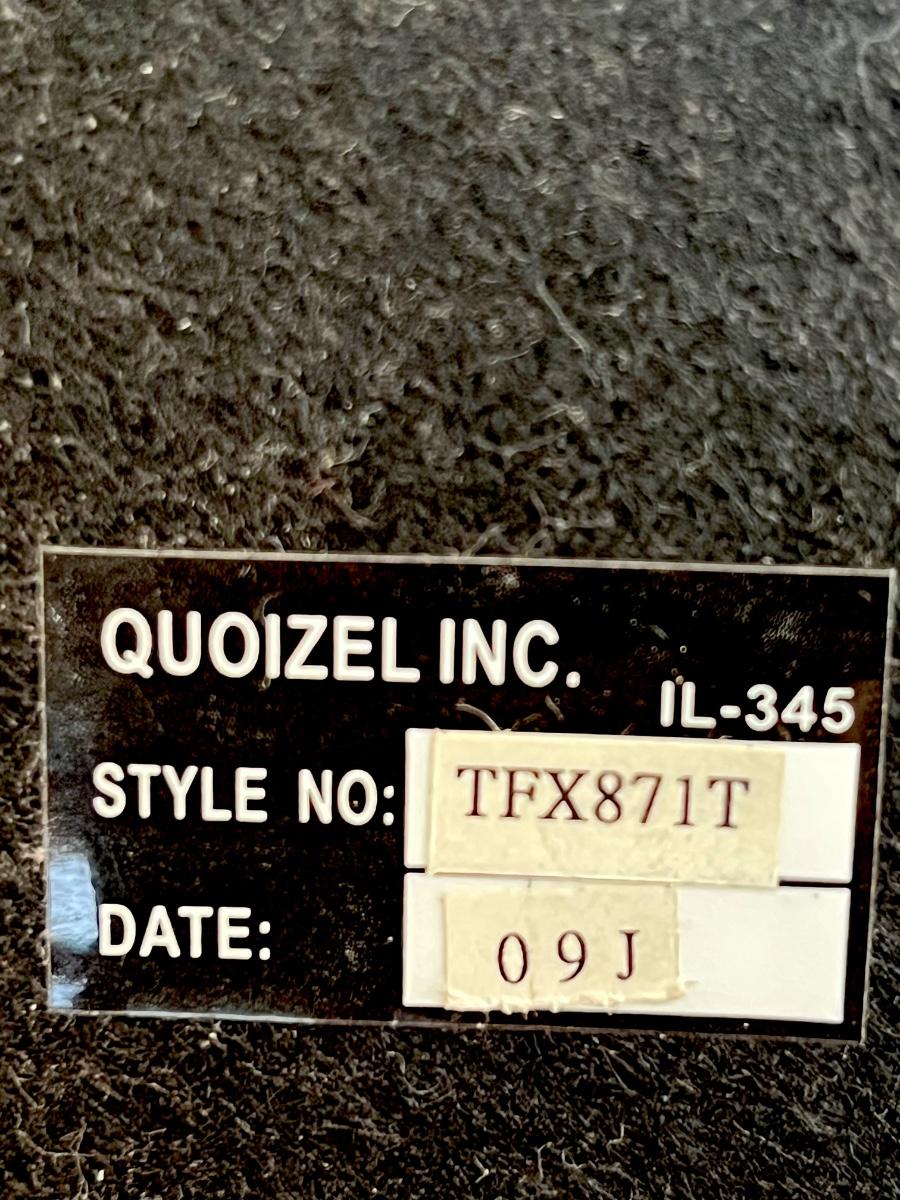 QUOIZEL INC.
IL-345
STYLE NO: TFX871T
DATE: 09J